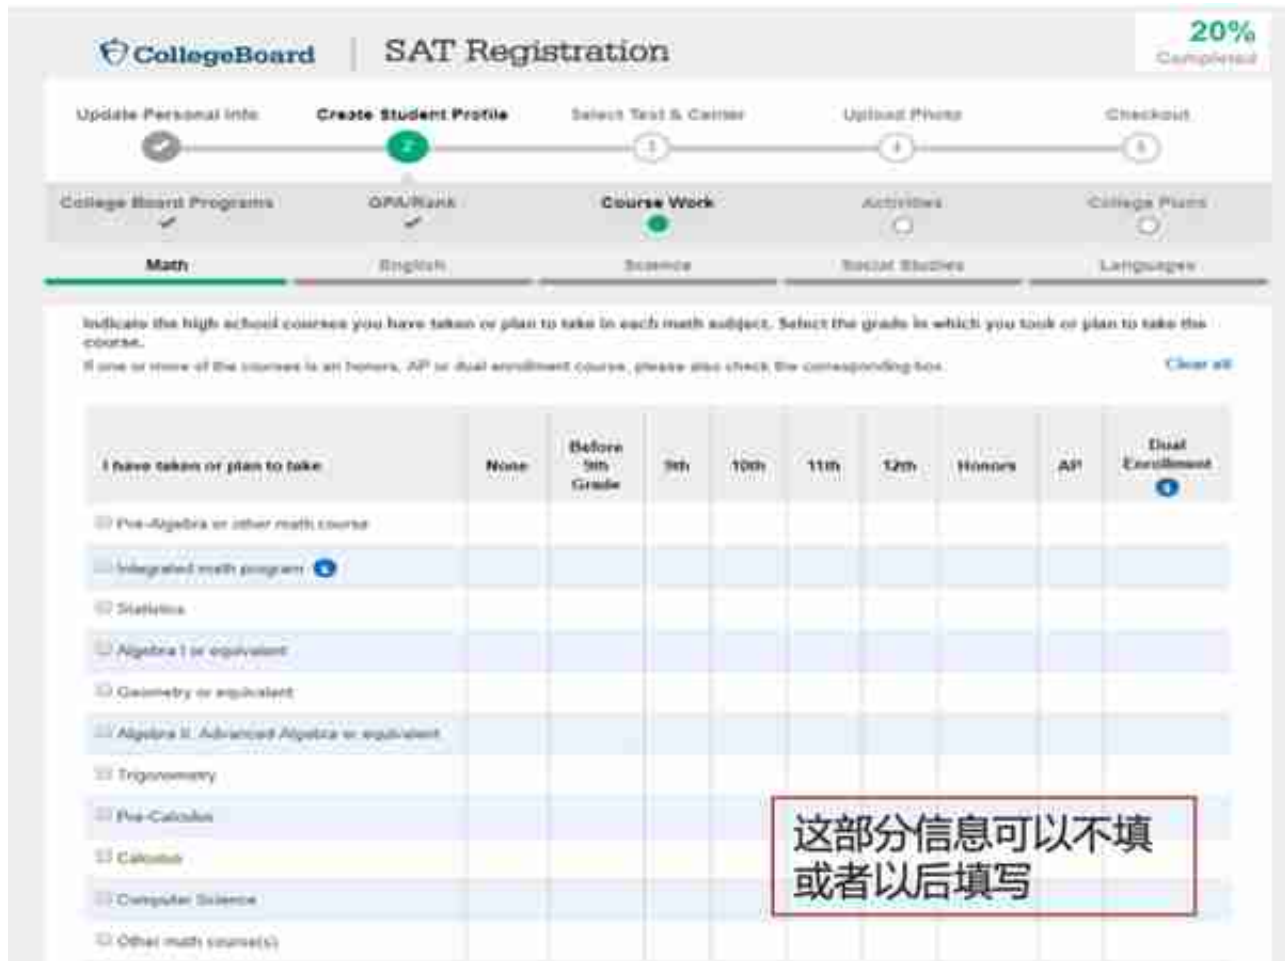 CollegeBoard
SAT Registration
20%
Completed
Update Personal Info
Create Student Profile
Select Test & Center
Upload Photo
Checkout
2
3
4
5
College Board Programs
GPA/Rank
Course Work
Activities
College Plans
Math
English
Science
Social Studies
Languages
Indicate the high school courses you have taken or plan to take in each math subject. Select the grade in which you took or plan to take the
course.
If one or more of the courses is an honors, AP or dual enrollment course, please also check the corresponding box.
Clear all
I have taken or plan to take:
None
Before
9th
Grade
9th
10th
11th
12th
Honors
AP
Dual
Enrollment
Pre-Algebra or other math course
Integrated math program
Statistics
Algebra I or equivalent
Geometry or equivalent
Algebra II, Advanced Algebra or equivalent
Trigonometry
Pre-Calculus
Calculus
Computer Science
Other math course(s)
这部分信息可以不填
或者以后填写